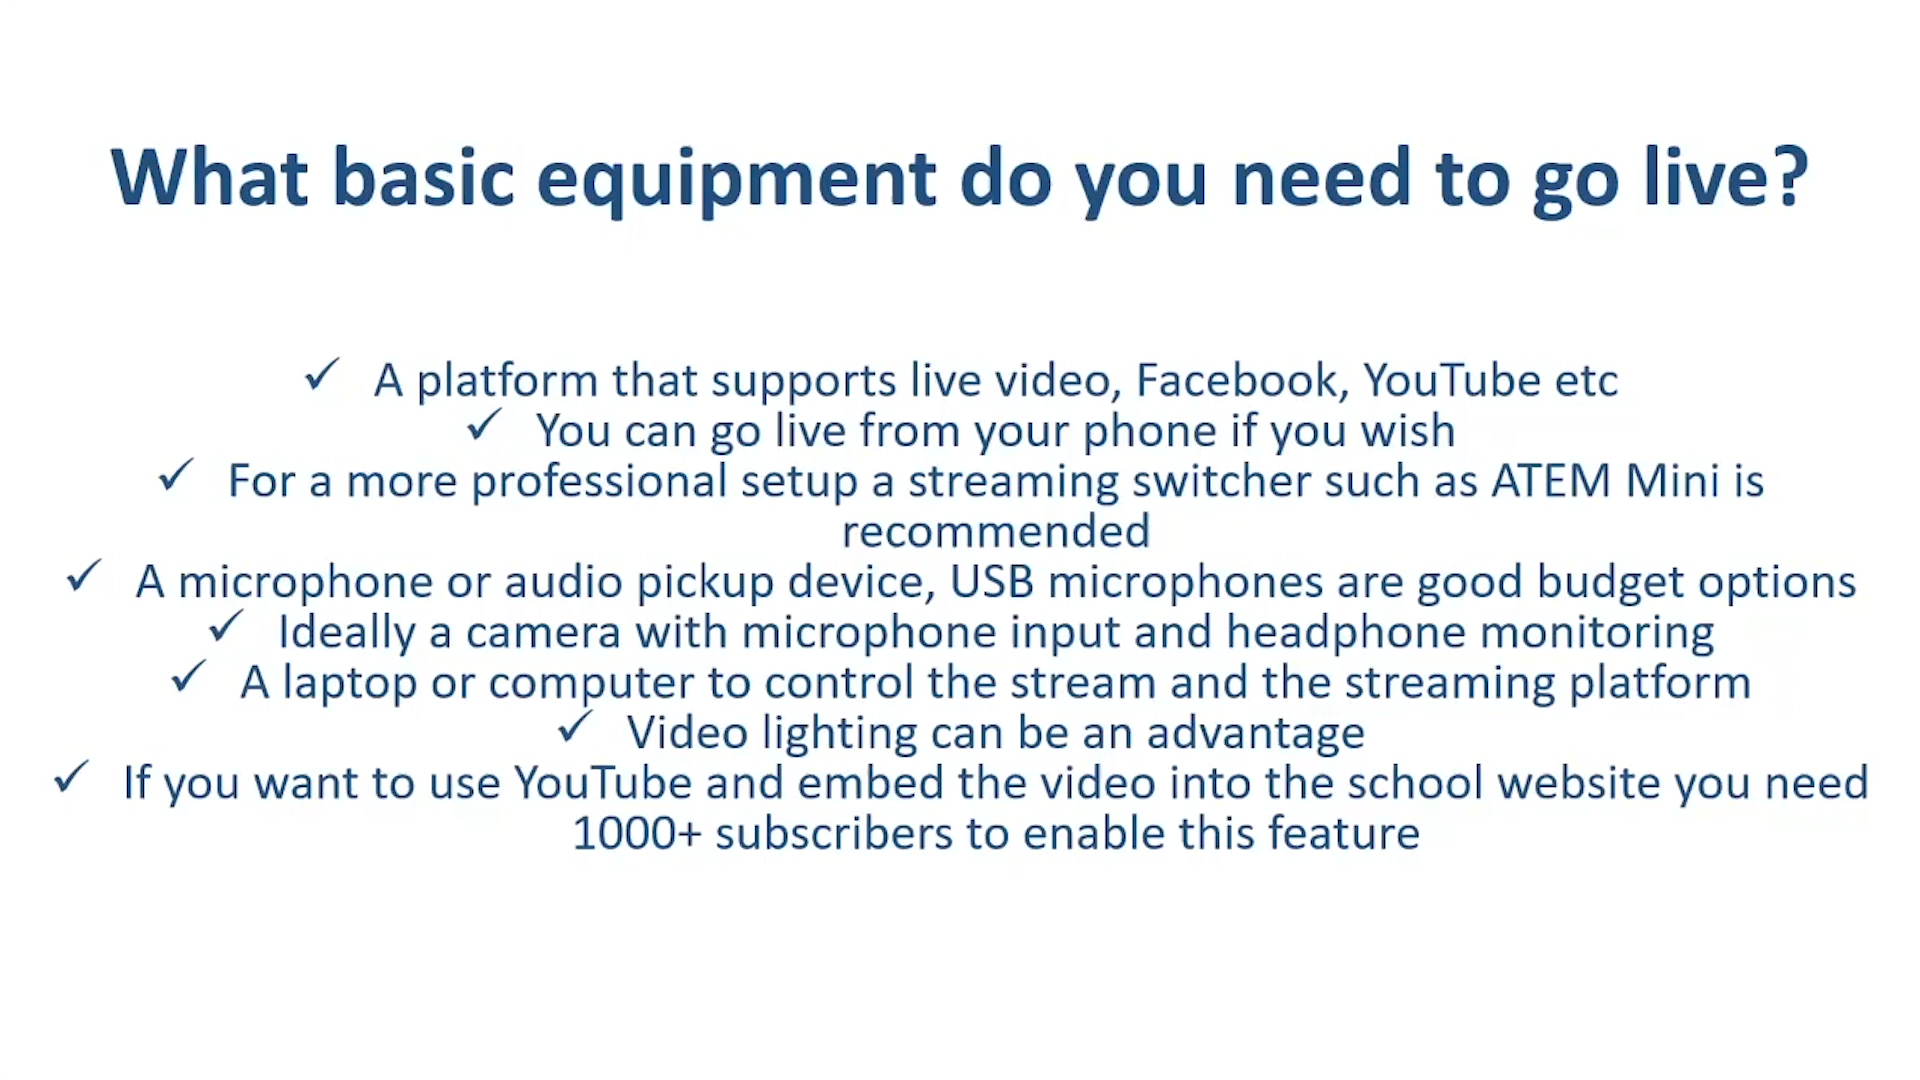 What basic equipment do you need to go live?
✓ A platform that supports live video, Facebook, YouTube etc
✓ You can go live from your phone if you wish
✓ For a more professional setup a streaming switcher such as ATEM Mini is
recommended
✓ A microphone or audio pickup device, USB microphones are good budget options
✓ Ideally a camera with microphone input and headphone monitoring
✓ A laptop or computer to control the stream and the streaming platform
✓ Video lighting can be an advantage
✓ If you want to use YouTube and embed the video into the school website you need
1000+ subscribers to enable this feature